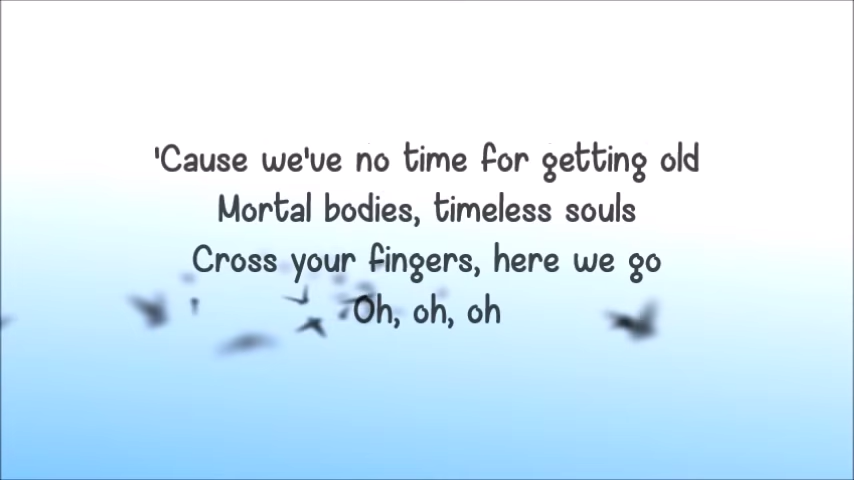 'Cause we've no time for getting old
Mortal bodies, timeless souls
Cross your fingers, here we go
Oh, oh, oh